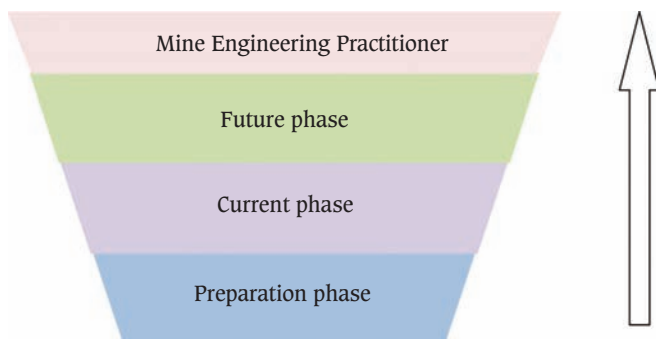 Mine Engineering Practitioner
Future phase
Current phase
Preparation phase